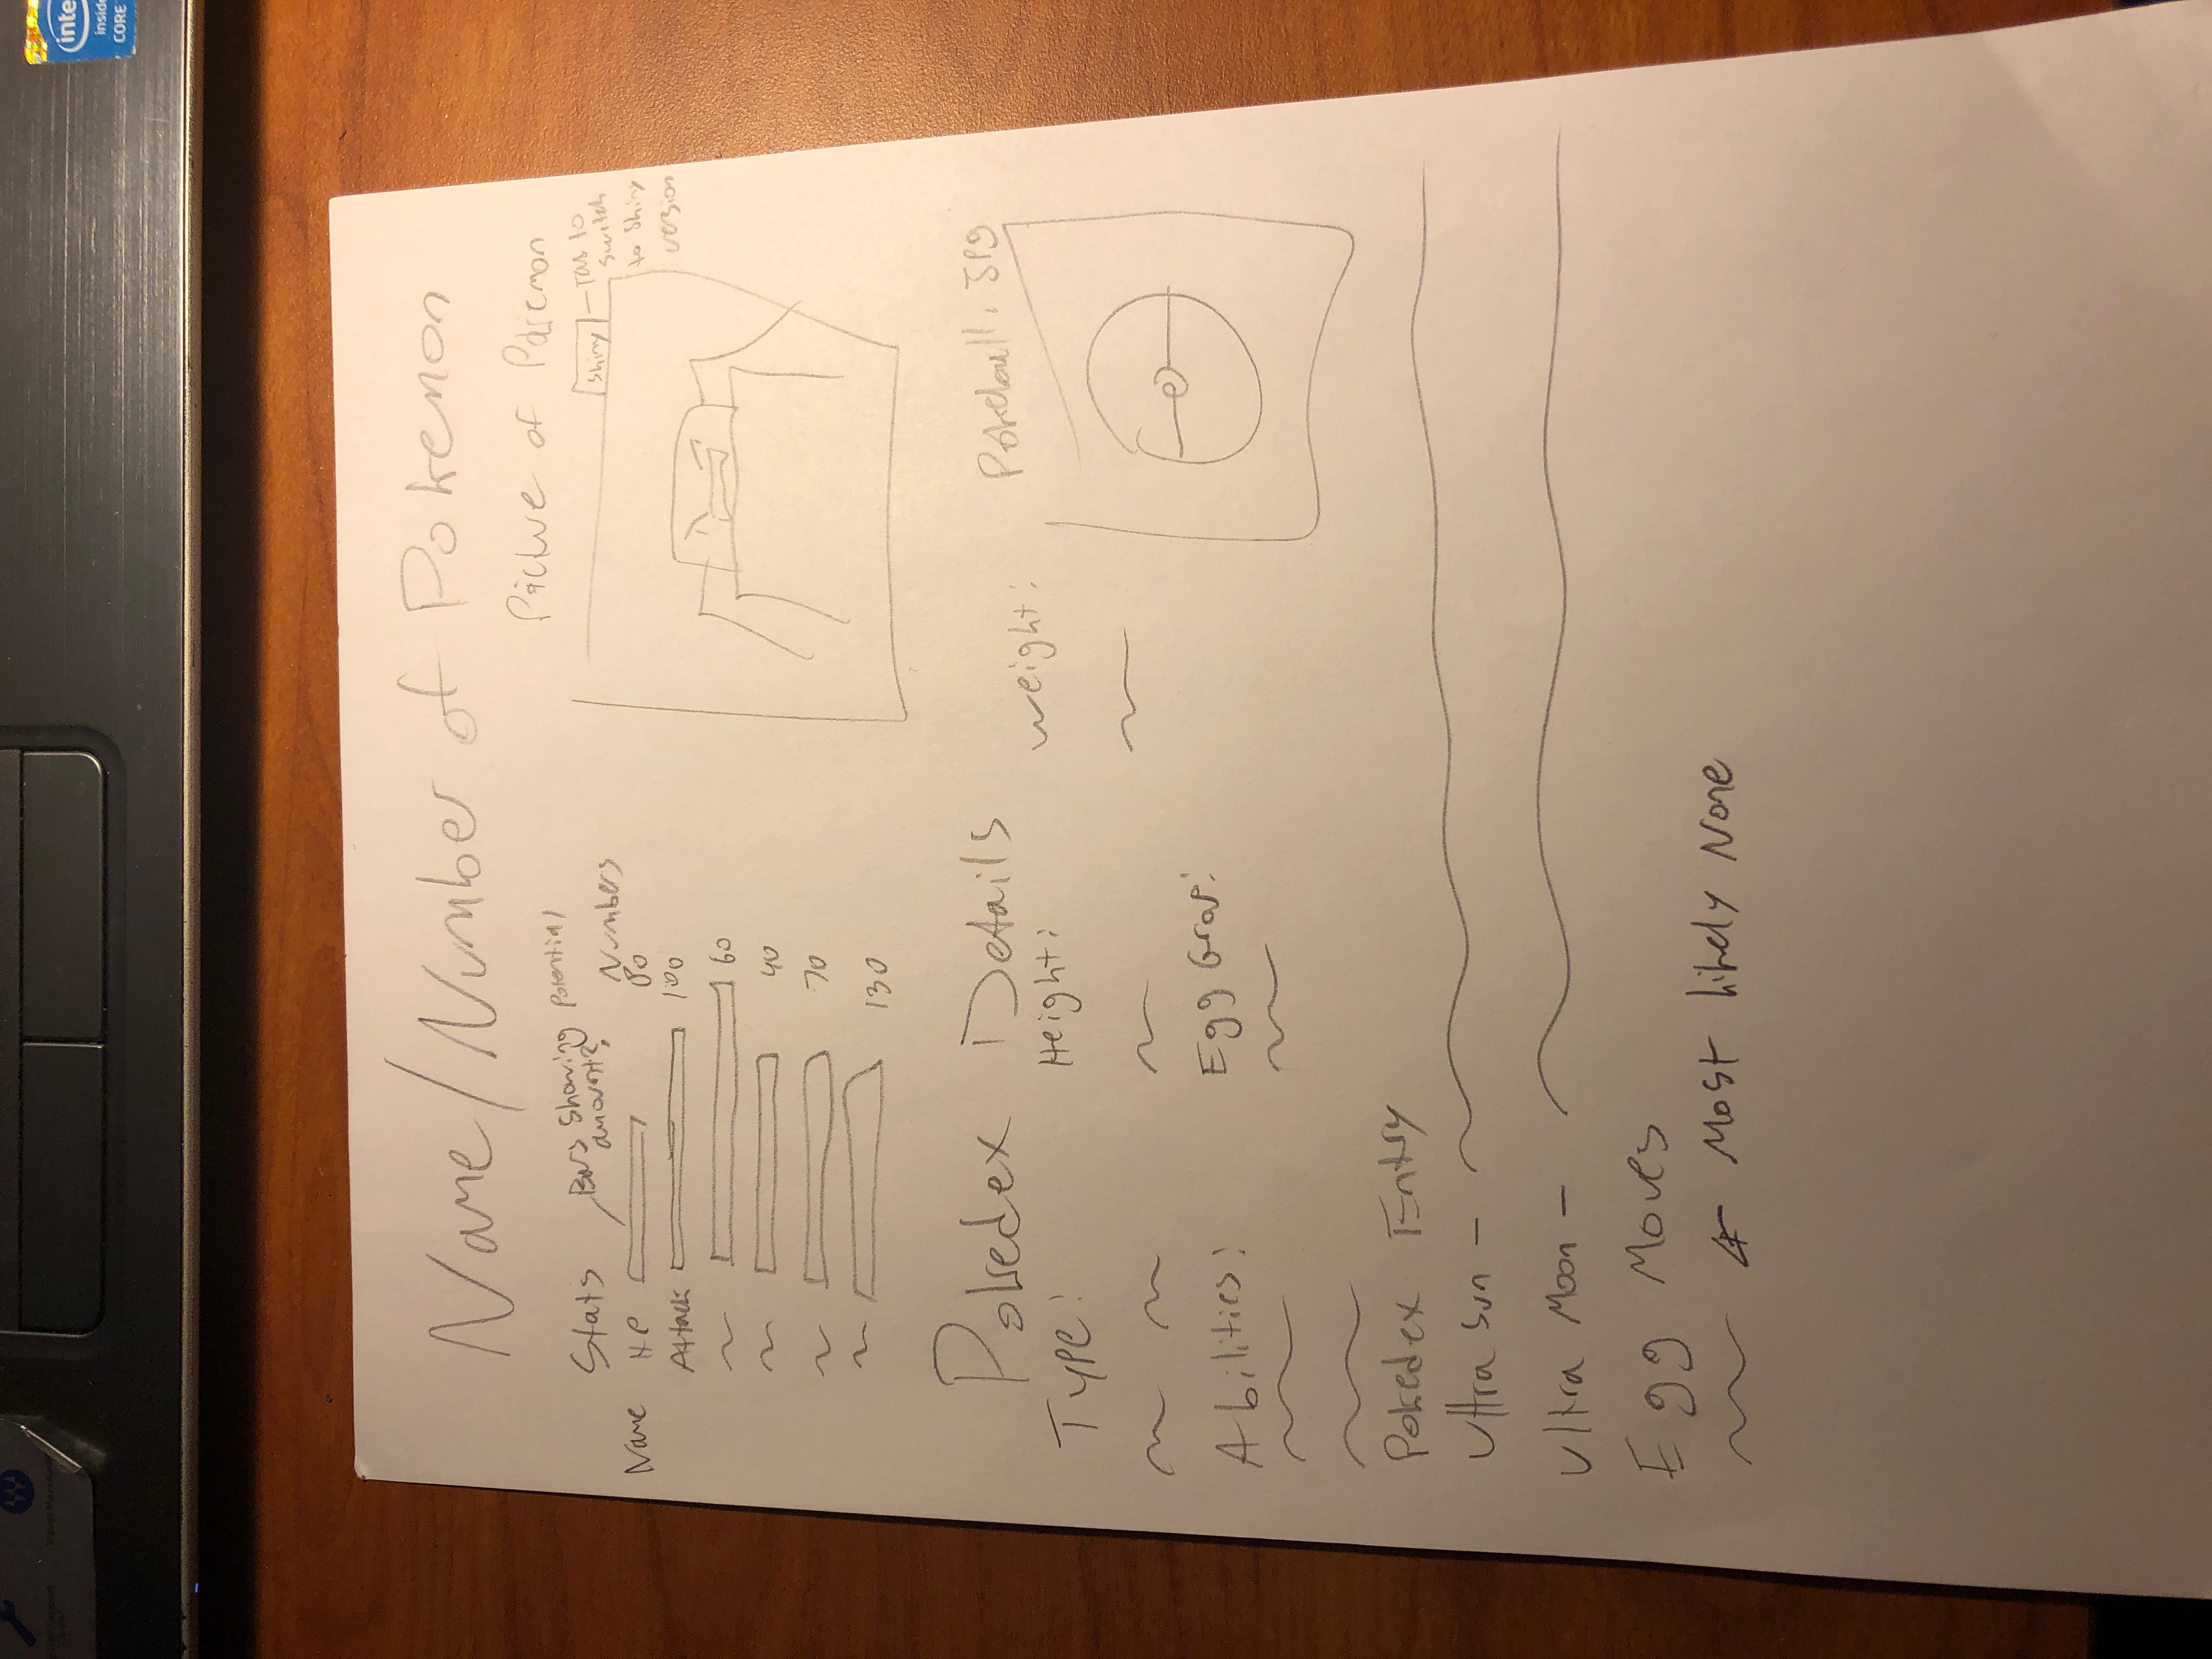 Name/Number of Pokemon
Picture of Pokemon
Stats
Bars Showing Potential
amount?
Numbers
Shiny
Tab to
switch
to Shiny
version
Name HP 80
Attack 100
60
40
70
130
Pokedex Details
Pokeball.JPg
Type: Height: Weight:
Abilities: Egg Grop:
Pokedex Entry
Ultra Sun -
Ultra Moon -
Egg Moves
Most likely None
inte
inside
CORE